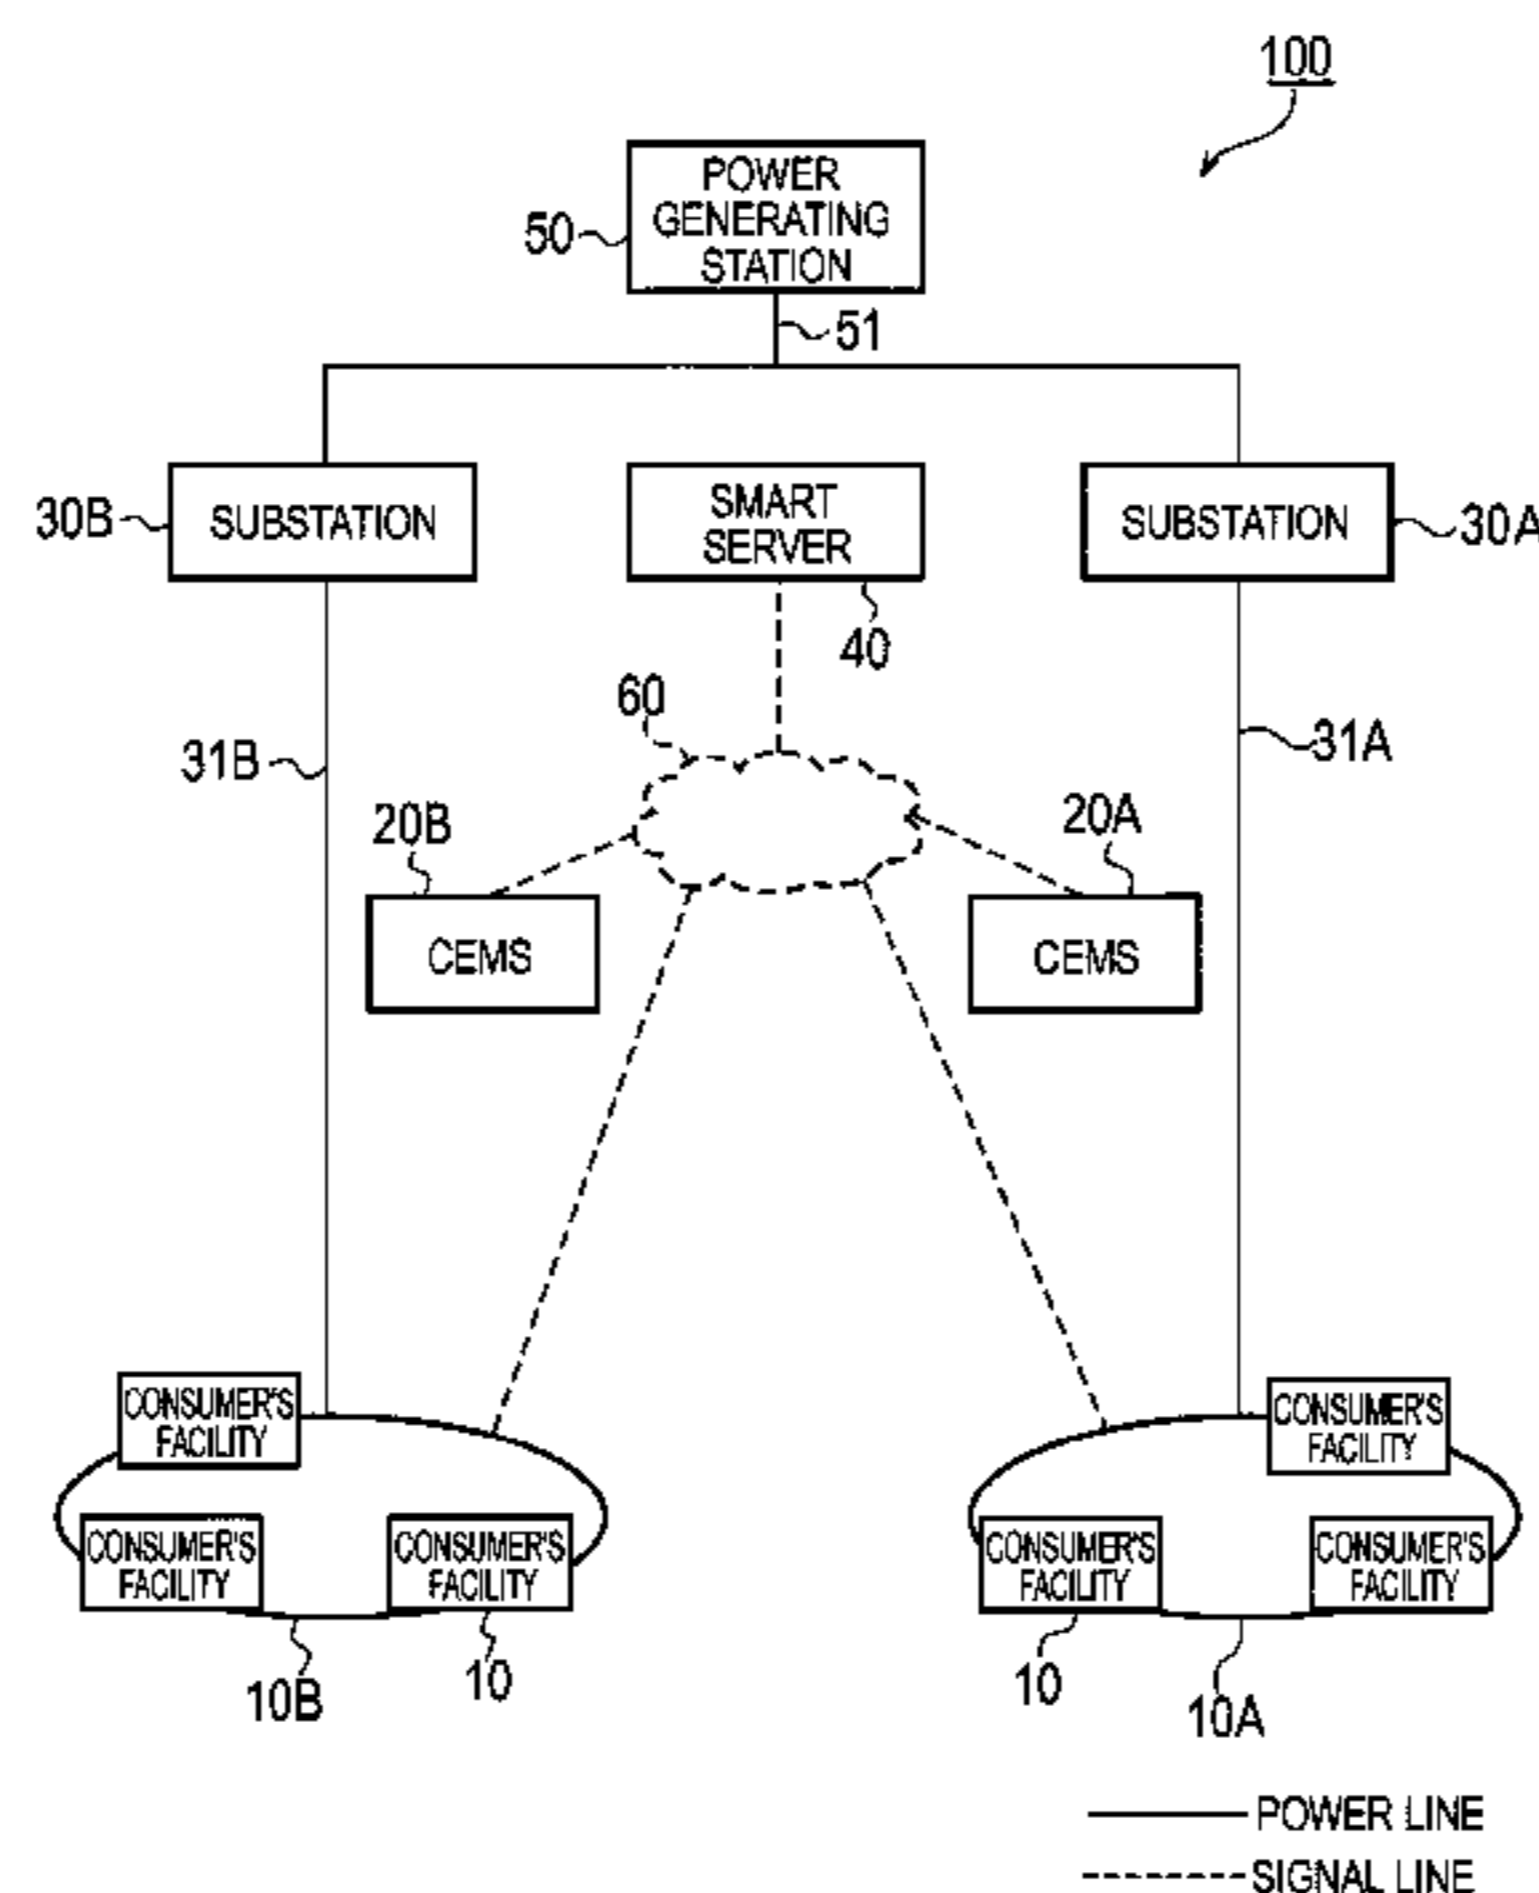 100
POWER
GENERATING
STATION
50
51
30B
SUBSTATION
SMART
SERVER
SUBSTATION
30A
40
60
31B
31A
20B
20A
CEMS
CEMS
CONSUMER'S
FACILITY
CONSUMER'S
FACILITY
CONSUMER'S
FACILITY
CONSUMER'S
FACILITY
CONSUMER'S
FACILITY
CONSUMER'S
FACILITY
10B
10
10
10A
POWER LINE
SIGNAL LINE